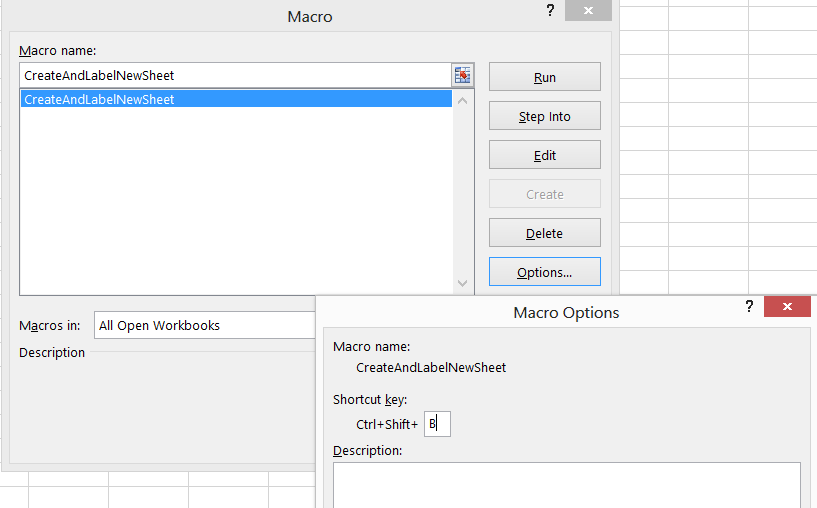 Macro
?
Macro name:
CreateAndLabelNewSheet
CreateAndLabelNewSheet
Run
Step Into
Edit
Create
Delete
Options...
Macros in:
All Open Workbooks
Description
Macro Options
?
Macro name:
CreateAndLabelNewSheet
Shortcut key:
Ctrl+Shift+ B
Description: